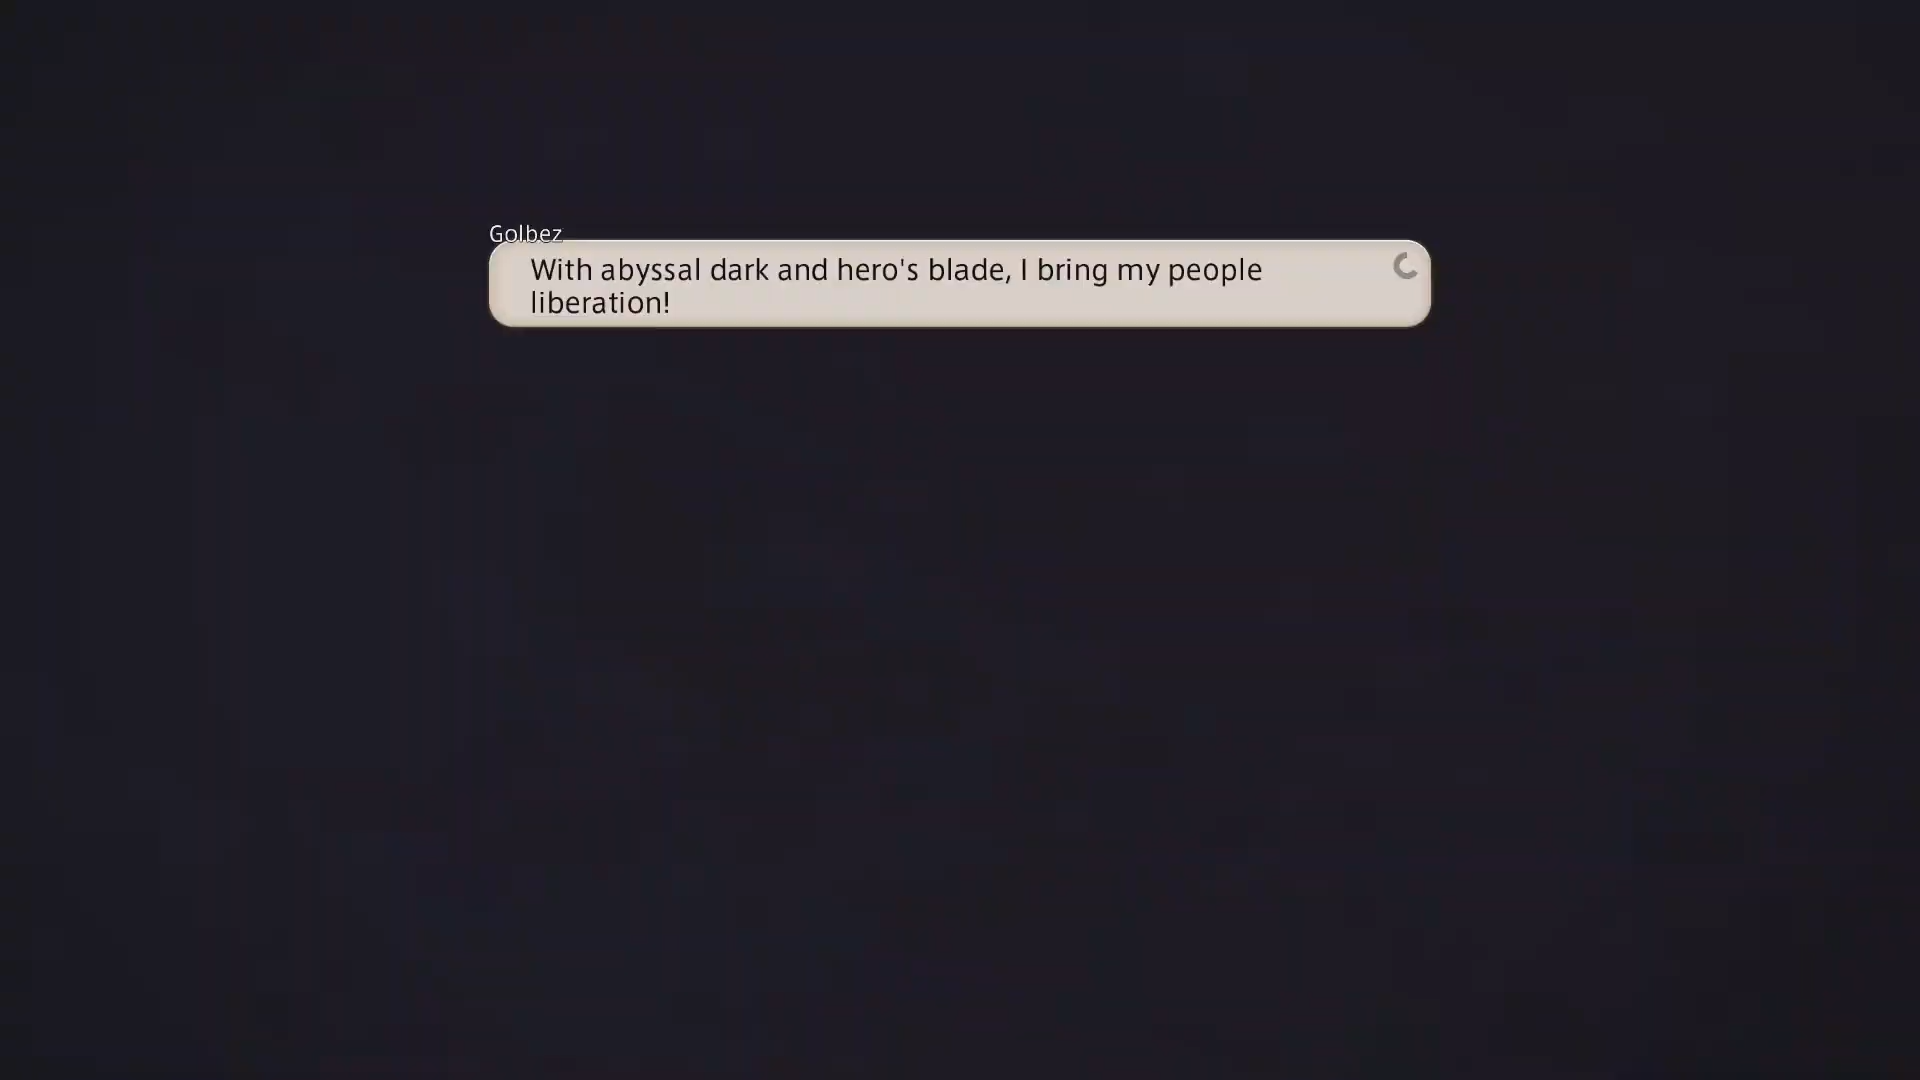 Golbez
With abyssal dark and hero's blade, I bring my people
liberation!